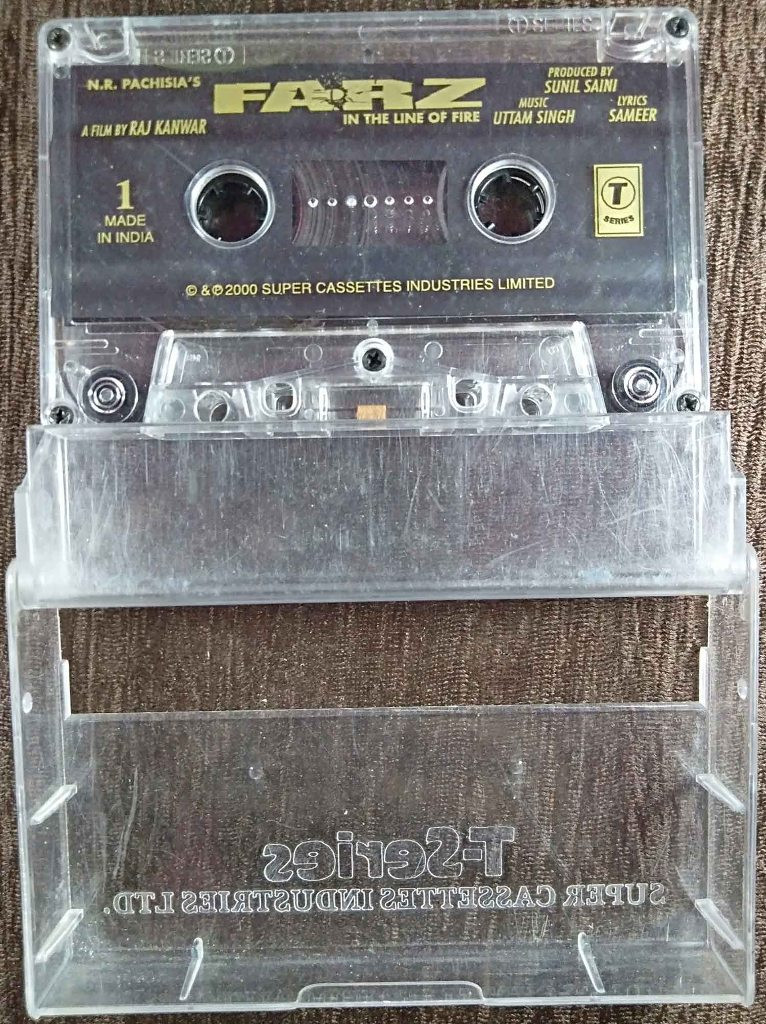 N.R. PACHISIA'S
FARZ
IN THE LINE OF FIRE
A FILM BY RAJ KANWAR
PRODUCED BY
SUNIL SAINI
MUSIC
UTTAM SINGH
LYRICS
SAMEER
1
MADE
IN INDIA
T
SERIES
© & ℗ 2000 SUPER CASSETTES INDUSTRIES LIMITED
T-Series
SUPER CASSETTES INDUSTRIES LTD.